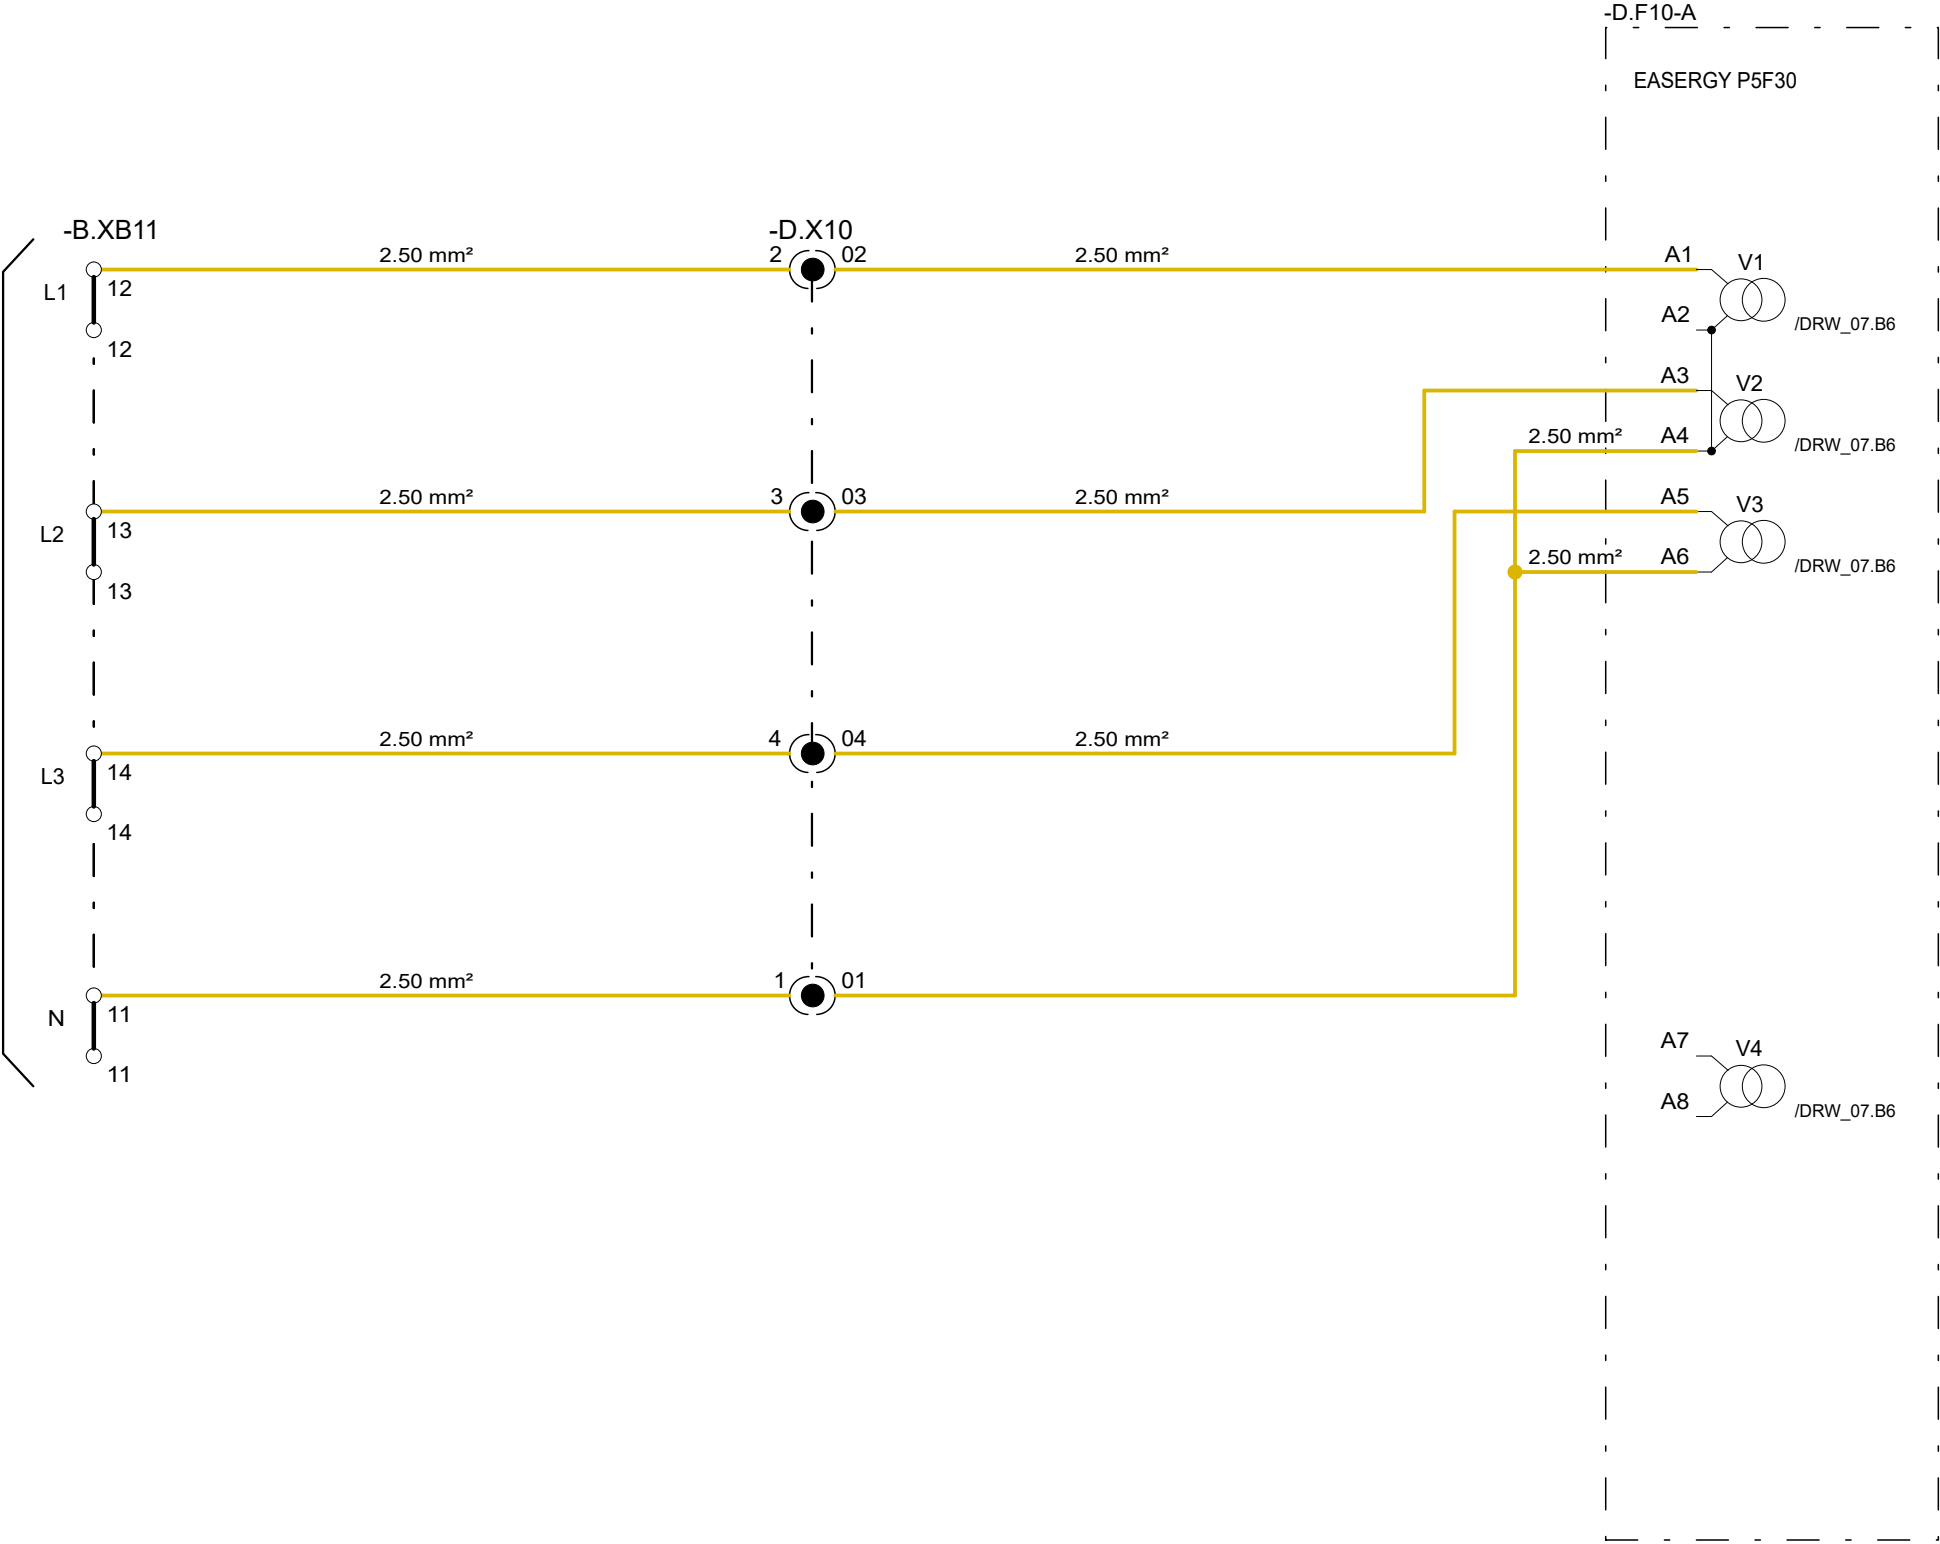 -D.F10-A
EASERGY P5F30
-B.XB11
-D.X10
2.50 mm²
2
02
2.50 mm²
A1
V1
L1
12
A2
/DRW_07.B6
12
A3
V2
2.50 mm²
A4
/DRW_07.B6
2.50 mm²
3
03
2.50 mm²
A5
V3
L2
13
2.50 mm²
A6
/DRW_07.B6
13
2.50 mm²
4
04
2.50 mm²
L3
14
14
2.50 mm²
1
01
N
11
A7
V4
11
A8
/DRW_07.B6